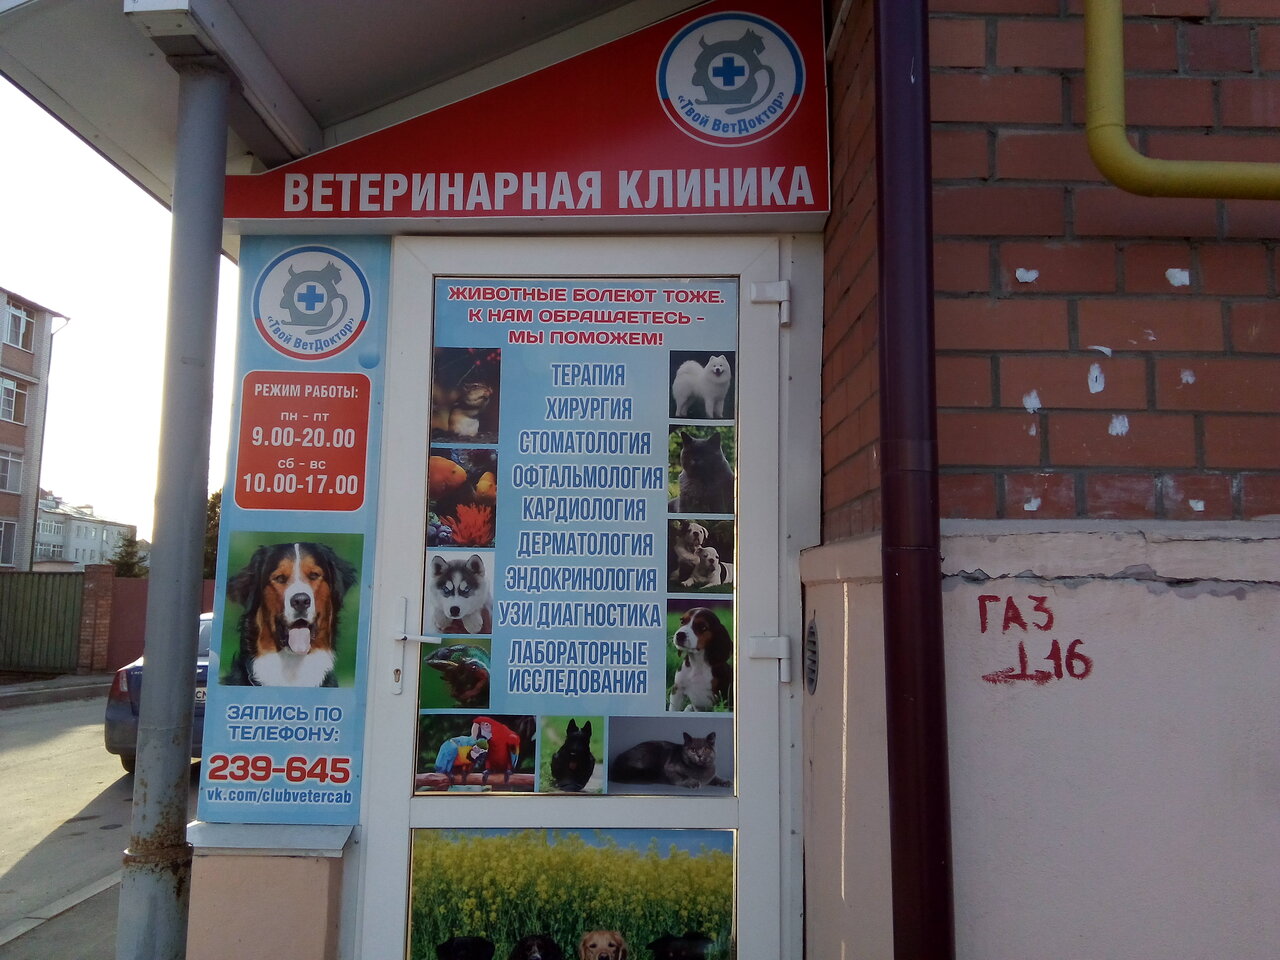 «Твой ВетДоктор»
ВЕТЕРИНАРНАЯ КЛИНИКА
«Твой ВетДоктор»
РЕЖИМ РАБОТЫ:
пн - пт
9.00-20.00
сб - вс
10.00-17.00
ЗАПИСЬ ПО
ТЕЛЕФОНУ:
239-645
vk.com/clubvetercab
ЖИВОТНЫЕ БОЛЕЮТ ТОЖЕ.
К НАМ ОБРАЩАЕТЕСЬ -
МЫ ПОМОЖЕМ!
ТЕРАПИЯ
ХИРУРГИЯ
СТОМАТОЛОГИЯ
ОФТАЛЬМОЛОГИЯ
КАРДИОЛОГИЯ
ДЕРМАТОЛОГИЯ
ЭНДОКРИНОЛОГИЯ
УЗИ ДИАГНОСТИКА
ЛАБОРАТОРНЫЕ
ИССЛЕДОВАНИЯ
ГАЗ
16